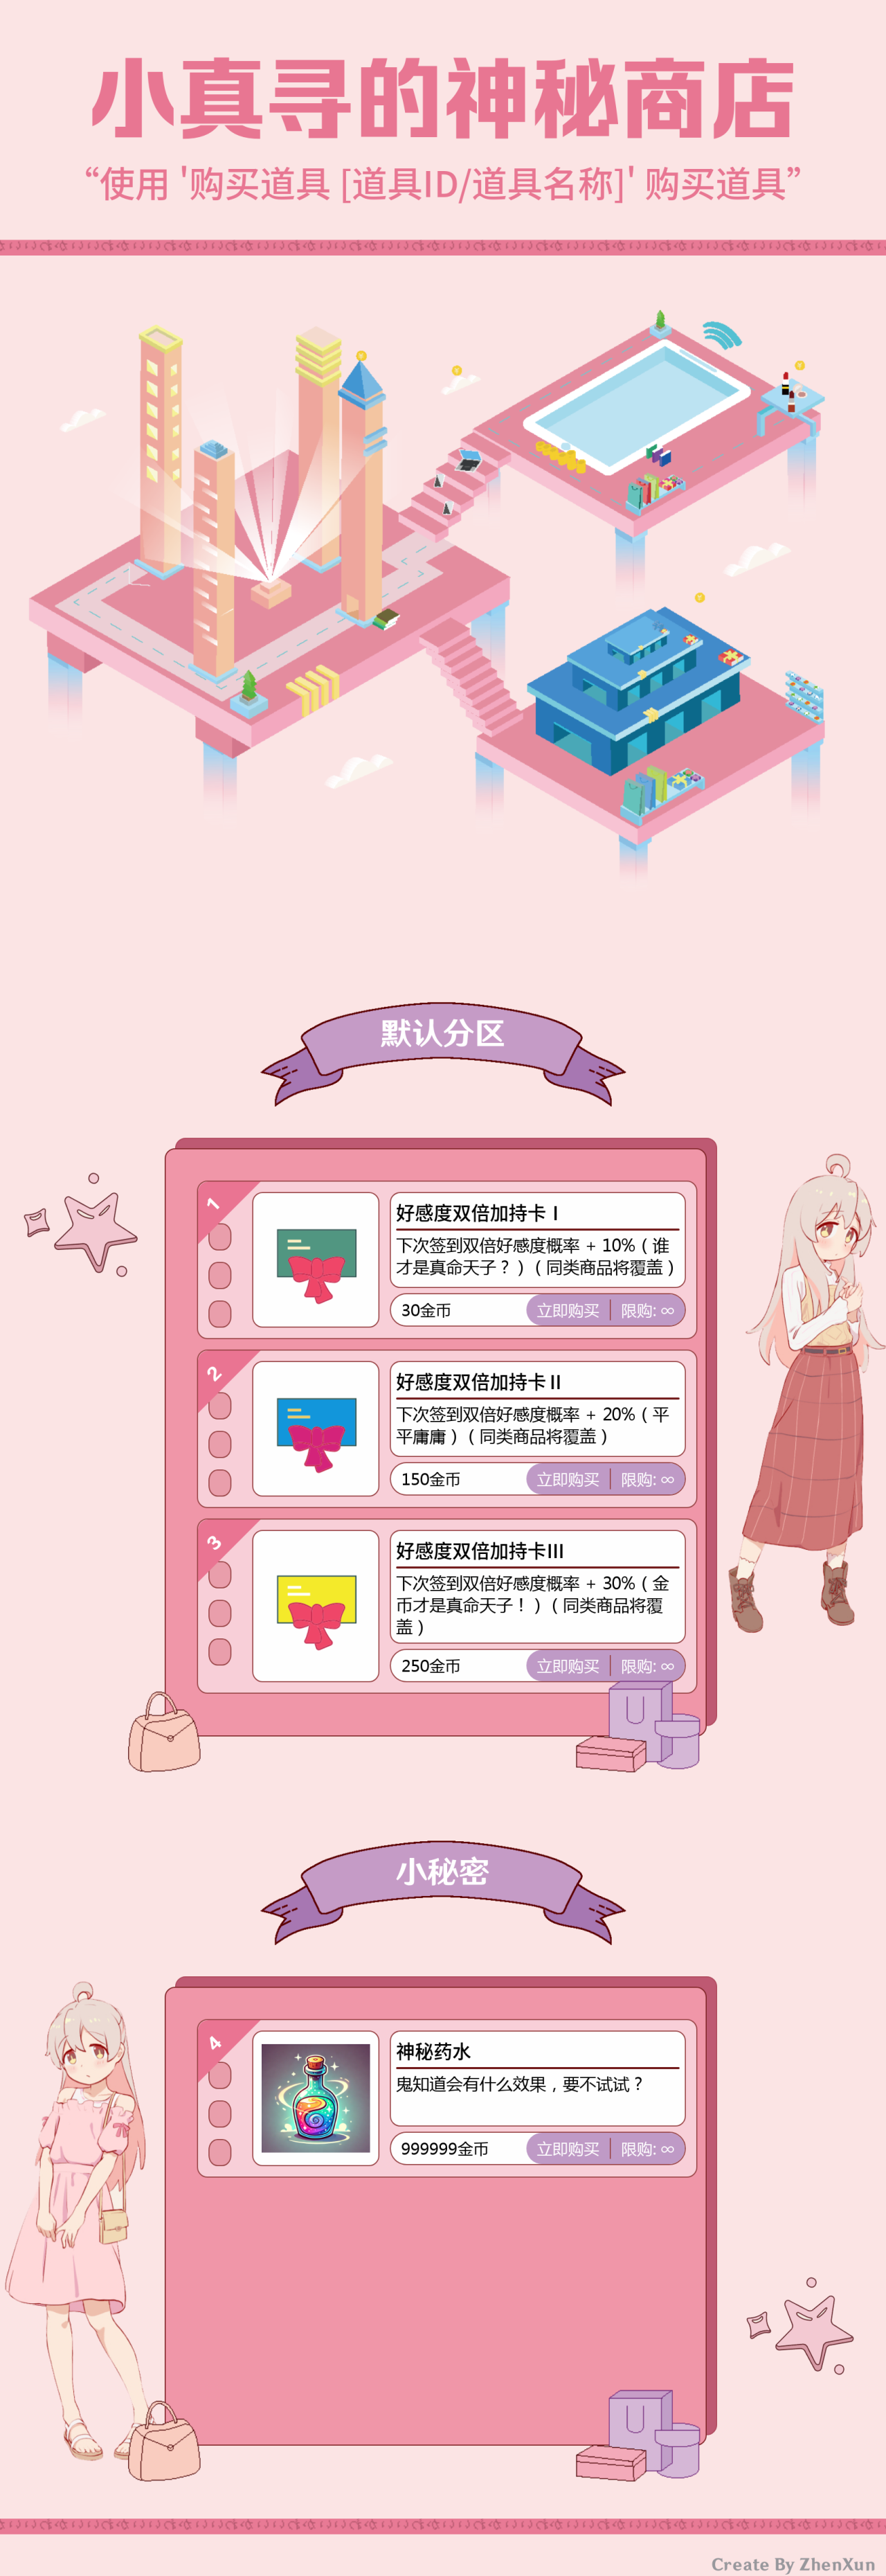 小真寻的神秘商店
“使用 '购买道具 [道具ID/道具名称]' 购买道具”
默认分区
1
好感度双倍加持卡Ⅰ
下次签到双倍好感度概率 + 10%（谁
才是真命天子？）（同类商品将覆盖）
30金币
立即购买
限购: ∞
2
好感度双倍加持卡Ⅱ
下次签到双倍好感度概率 + 20%（平
平庸庸）（同类商品将覆盖）
150金币
立即购买
限购: ∞
3
好感度双倍加持卡Ⅲ
下次签到双倍好感度概率 + 30%（金
币才是真命天子！）（同类商品将覆
盖）
250金币
立即购买
限购: ∞
小秘密
4
神秘药水
鬼知道会有什么效果，要不试试？
999999金币
立即购买
限购: ∞
Create By ZhenXun